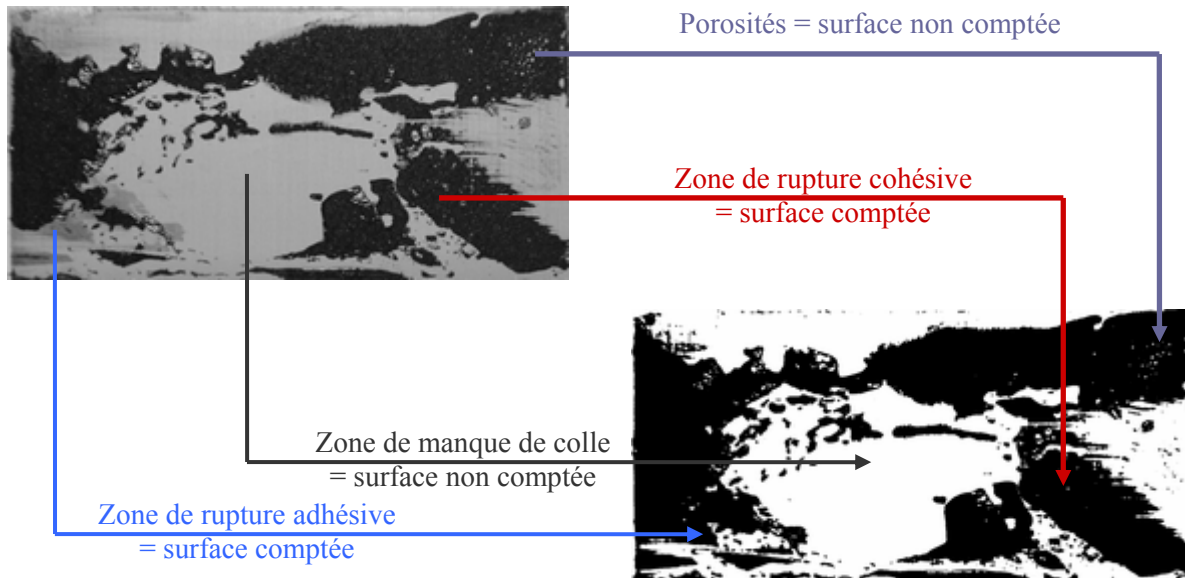 Porosités = surface non comptée
Zone de rupture cohésive
= surface comptée
Zone de manque de colle
= surface non comptée
Zone de rupture adhésive
= surface comptée